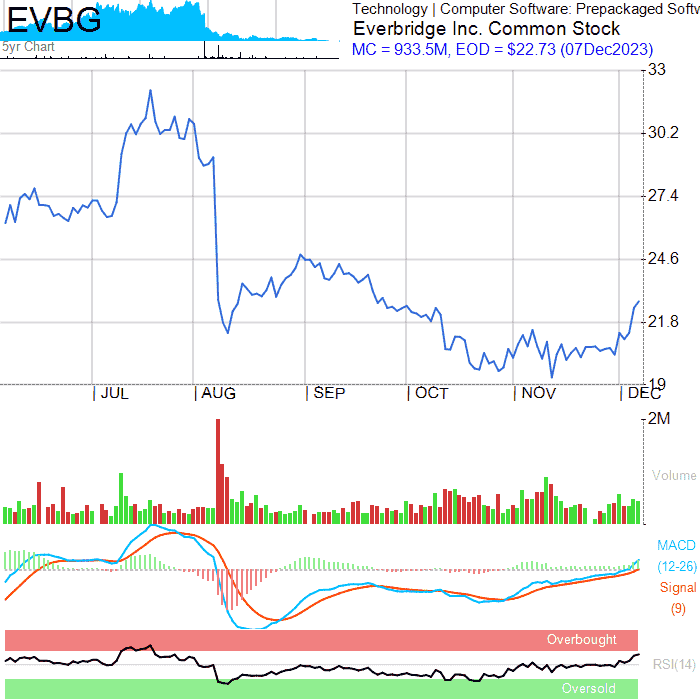 EVBG
5yr Chart
Technology | Computer Software: Prepackaged Softw
Everbridge Inc. Common Stock
MC = 933.5M, EOD = $22.73 (07Dec2023)
33
30.2
27.4
24.6
21.8
19
JUL AUG SEP OCT NOV DEC
2M
Volume
MACD
(12-26)
Signal
(9)
Overbought
RSI(14)
Oversold